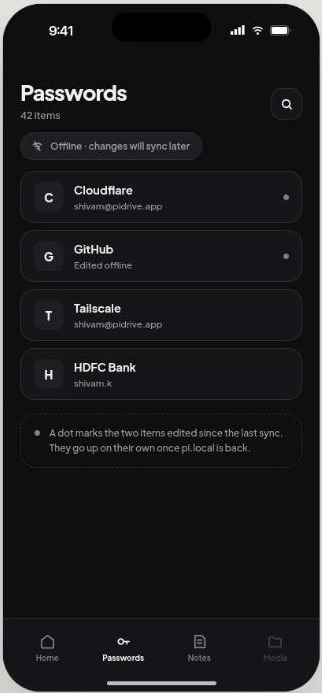 9:41
Passwords
42 items
Offline · changes will sync later
C
Cloudflare
shivam@pidrive.app
G
GitHub
Edited offline
T
Tailscale
shivam@pidrive.app
H
HDFC Bank
shivam.k
A dot marks the two items edited since the last sync.
They go up on their own once pi.local is back.
Home Passwords Notes Media